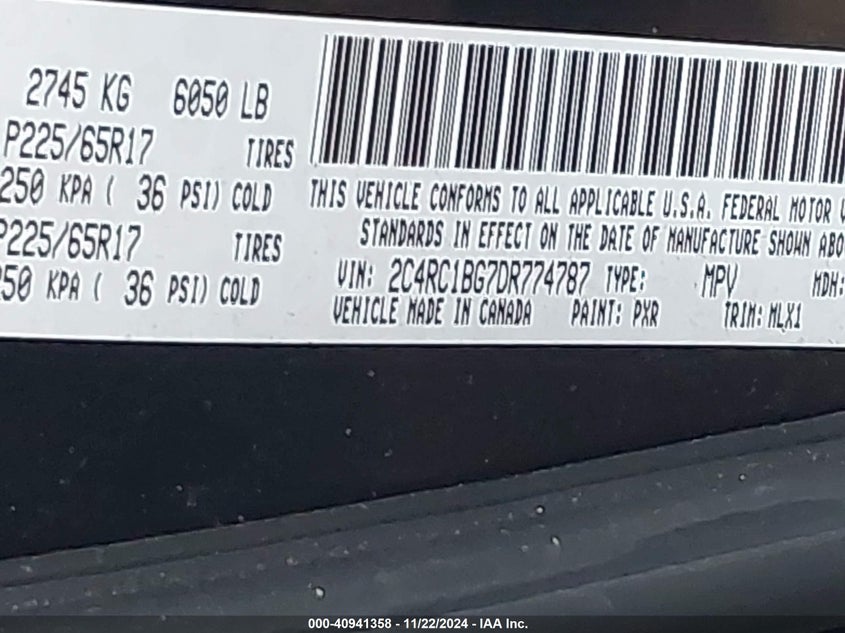 2745 KG 6050 LB
P225/65R17 TIRES
250 KPA ( 36 PSI) COLD
P225/65R17 TIRES
250 KPA ( 36 PSI) COLD
THIS VEHICLE CONFORMS TO ALL APPLICABLE U.S.A. FEDERAL MOTOR V
STANDARDS IN EFFECT ON THE DATE OF MANUFACTURE SHOWN ABO
VIN: 2C4RC1BG7DR774787 TYPE: MPV MDH:
VEHICLE MADE IN CANADA PAINT: PXR TRIM: MLX1
000-40941358 - 11/22/2024 - IAA Inc.